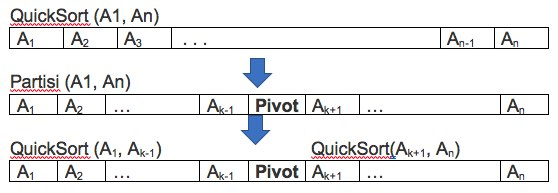 QuickSort (A1, An)
A1 A2 A3 ... An-1 An
Partisi (A1, An)
A1 A2 ... Ak-1 Pivot Ak+1 ... An
QuickSort (A1, Ak-1) QuickSort(Ak+1, An)
A1 A2 ... Ak-1 Pivot Ak+1 ... An